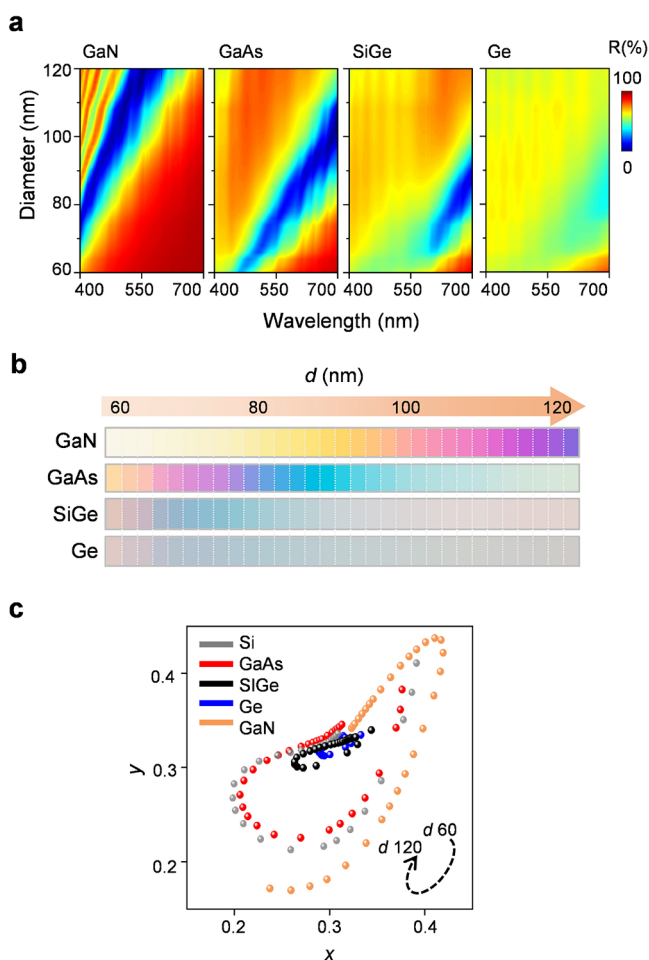 a
GaN GaAs SiGe Ge R(%)
100
0
Diameter (nm)
120
100
80
60
400 550 700 400 550 700 400 550 700 400 550 700
Wavelength (nm)
b
d (nm)
60 80 100 120
GaN
GaAs
SiGe
Ge
c
Si
GaAs
SIGe
Ge
GaN
0.4
0.3
0.2
y
d 60
d 120
0.2 0.3 0.4
x